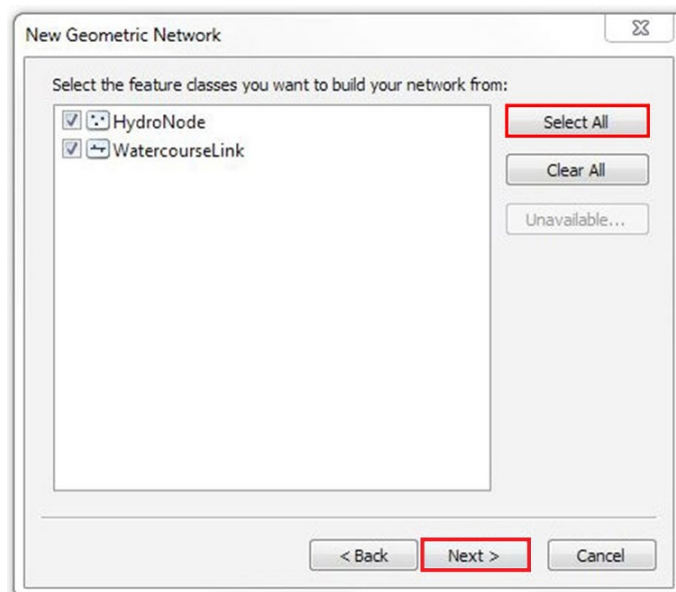 New Geometric Network
Select the feature classes you want to build your network from:
HydroNode
WatercourseLink
Select All
Clear All
Unavailable...
< Back
Next >
Cancel